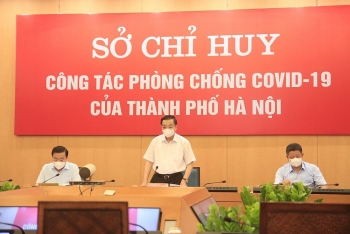 SỞ CHỈ HUY
CÔNG TÁC PHÒNG CHỐNG COVID-19
CỦA THÀNH PHỐ HÀ NỘI